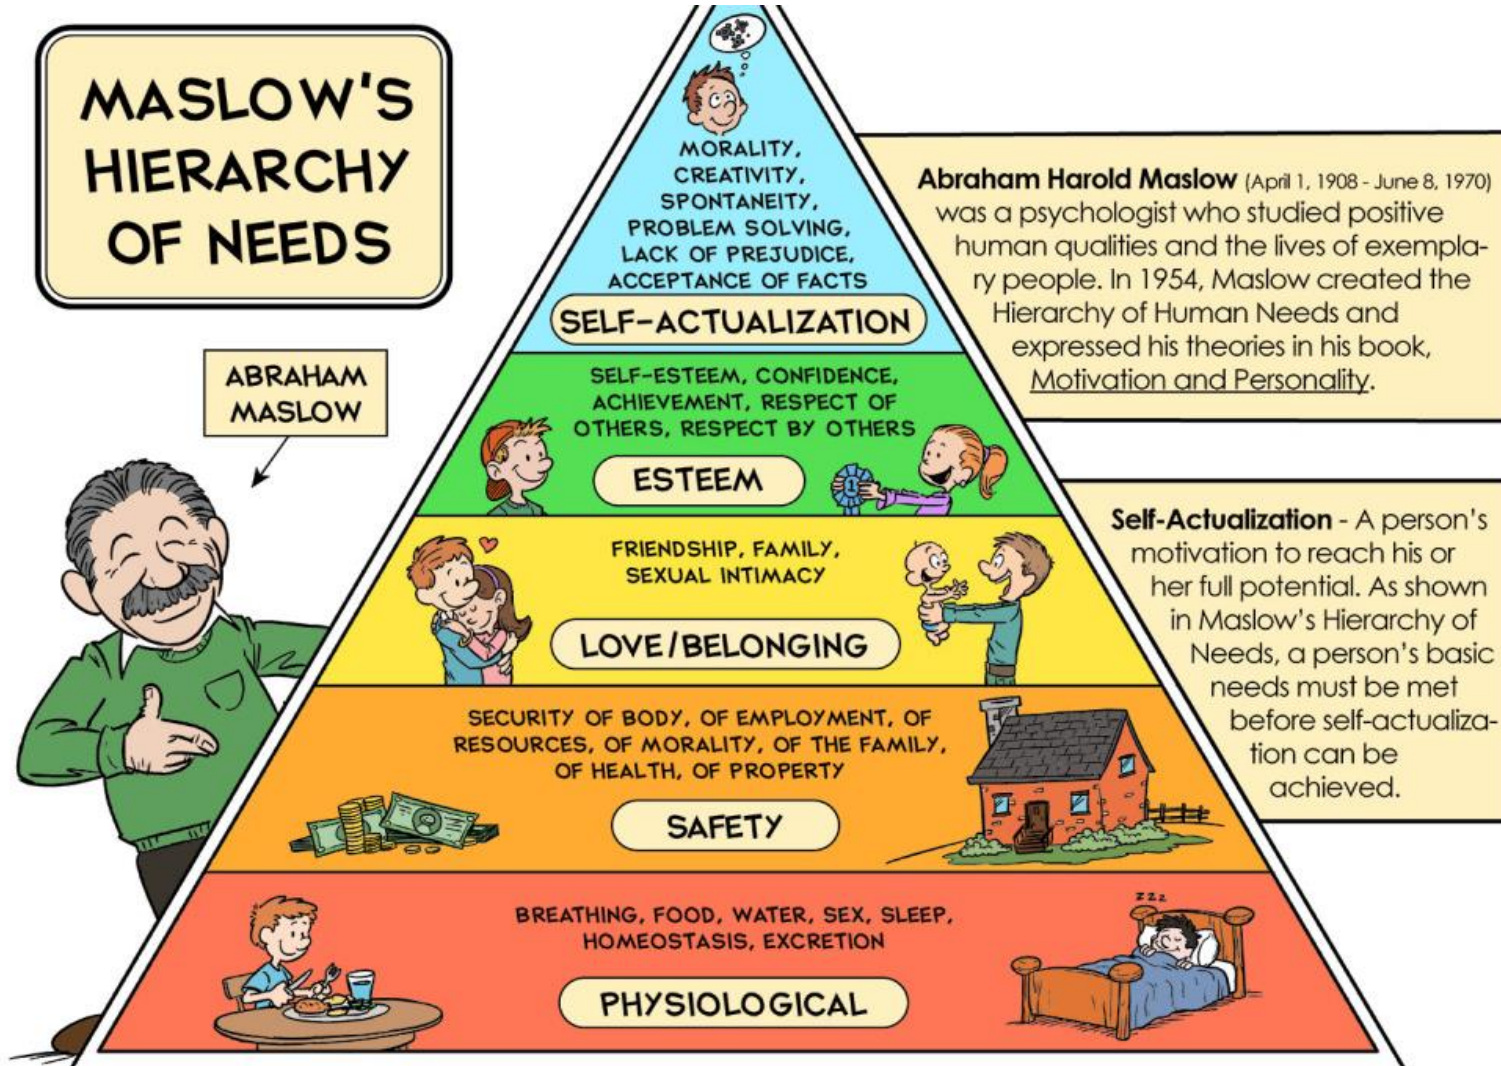 MASLOW'S
HIERARCHY
OF NEEDS
ABRAHAM
MASLOW
MORALITY,
CREATIVITY,
SPONTANEITY,
PROBLEM SOLVING,
LACK OF PREJUDICE,
ACCEPTANCE OF FACTS
SELF-ACTUALIZATION
SELF-ESTEEM, CONFIDENCE,
ACHIEVEMENT, RESPECT OF
OTHERS, RESPECT BY OTHERS
ESTEEM
1
FRIENDSHIP, FAMILY,
SEXUAL INTIMACY
LOVE/BELONGING
SECURITY OF BODY, OF EMPLOYMENT, OF
RESOURCES, OF MORALITY, OF THE FAMILY,
OF HEALTH, OF PROPERTY
SAFETY
BREATHING, FOOD, WATER, SEX, SLEEP,
HOMEOSTASIS, EXCRETION
PHYSIOLOGICAL
zzz
Abraham Harold Maslow (April 1, 1908 - June 8, 1970)
was a psychologist who studied positive
human qualities and the lives of exempla-
ry people. In 1954, Maslow created the
Hierarchy of Human Needs and
expressed his theories in his book,
Motivation and Personality.
Self-Actualization - A person's
motivation to reach his or
her full potential. As shown
in Maslow's Hierarchy of
Needs, a person's basic
needs must be met
before self-actualiza-
tion can be
achieved.